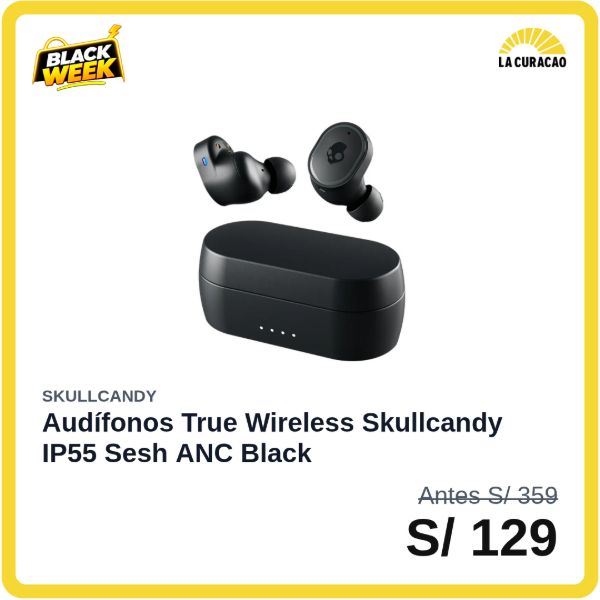 BLACK
WEEK
LA CURACAO
SKULLCANDY
Audífonos True Wireless Skullcandy
IP55 Sesh ANC Black
Antes S/ 359
S/ 129